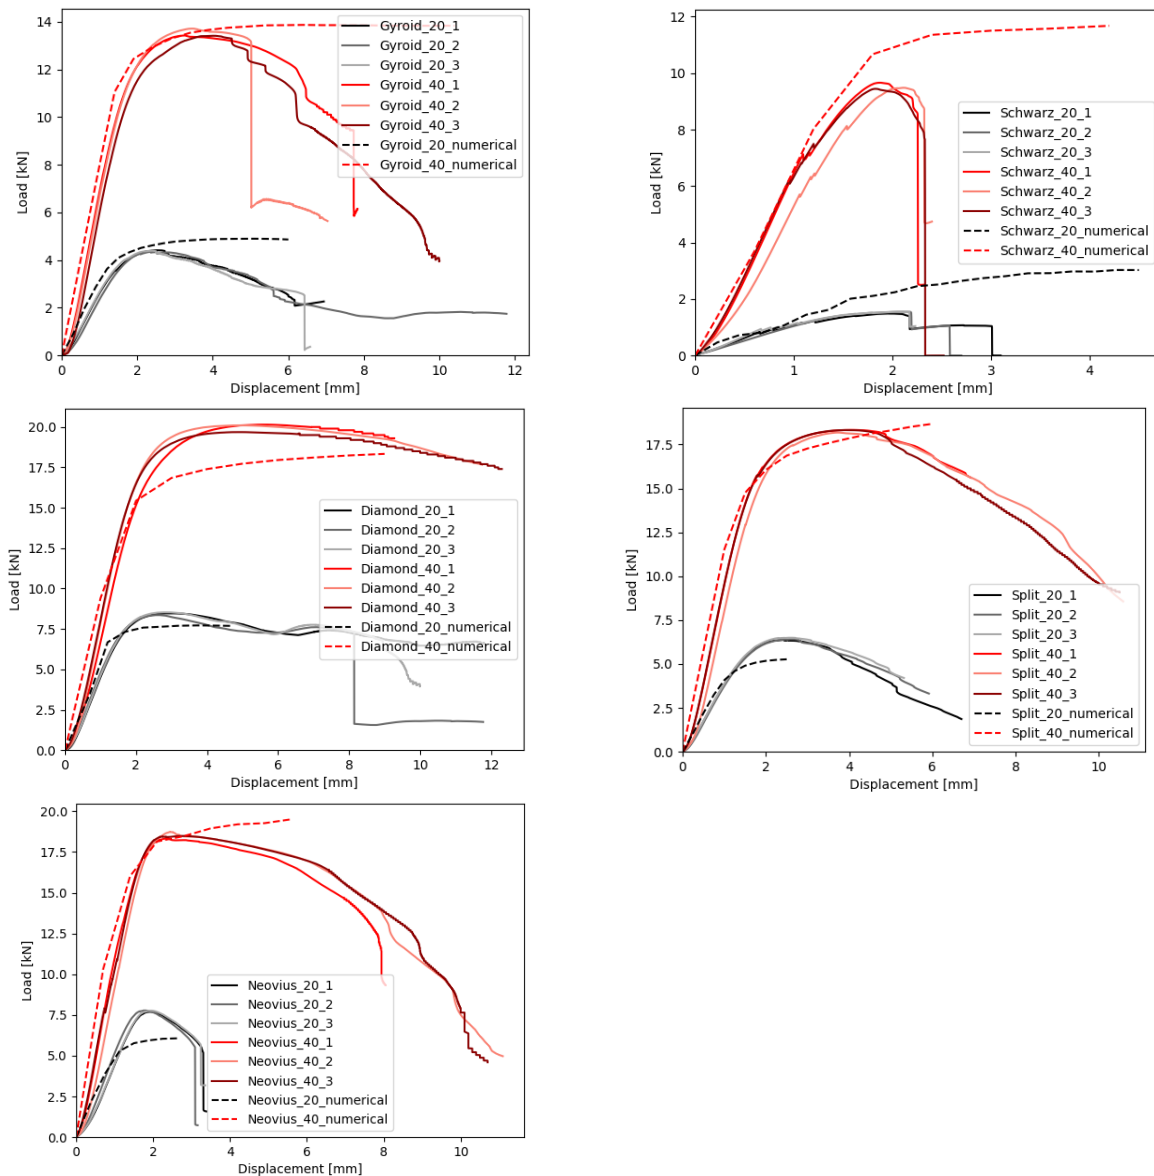 14
12
10
8
6
4
2
0
Load [kN]
0 2 4 6 8 10 12
Displacement [mm]
Gyroid_20_1
Gyroid_20_2
Gyroid_20_3
Gyroid_40_1
Gyroid_40_2
Gyroid_40_3
Gyroid_20_numerical
Gyroid_40_numerical
12
10
8
6
4
2
0
Load [kN]
0 1 2 3 4
Displacement [mm]
Schwarz_20_1
Schwarz_20_2
Schwarz_20_3
Schwarz_40_1
Schwarz_40_2
Schwarz_40_3
Schwarz_20_numerical
Schwarz_40_numerical
20.0
17.5
15.0
12.5
10.0
7.5
5.0
2.5
0.0
Load [kN]
0 2 4 6 8 10 12
Displacement [mm]
Diamond_20_1
Diamond_20_2
Diamond_20_3
Diamond_40_1
Diamond_40_2
Diamond_40_3
Diamond_20_numerical
Diamond_40_numerical
17.5
15.0
12.5
10.0
7.5
5.0
2.5
0.0
Load [kN]
0 2 4 6 8 10
Displacement [mm]
Split_20_1
Split_20_2
Split_20_3
Split_40_1
Split_40_2
Split_40_3
Split_20_numerical
Split_40_numerical
20.0
17.5
15.0
12.5
10.0
7.5
5.0
2.5
0.0
Load [kN]
0 2 4 6 8 10
Displacement [mm]
Neovius_20_1
Neovius_20_2
Neovius_20_3
Neovius_40_1
Neovius_40_2
Neovius_40_3
Neovius_20_numerical
Neovius_40_numerical